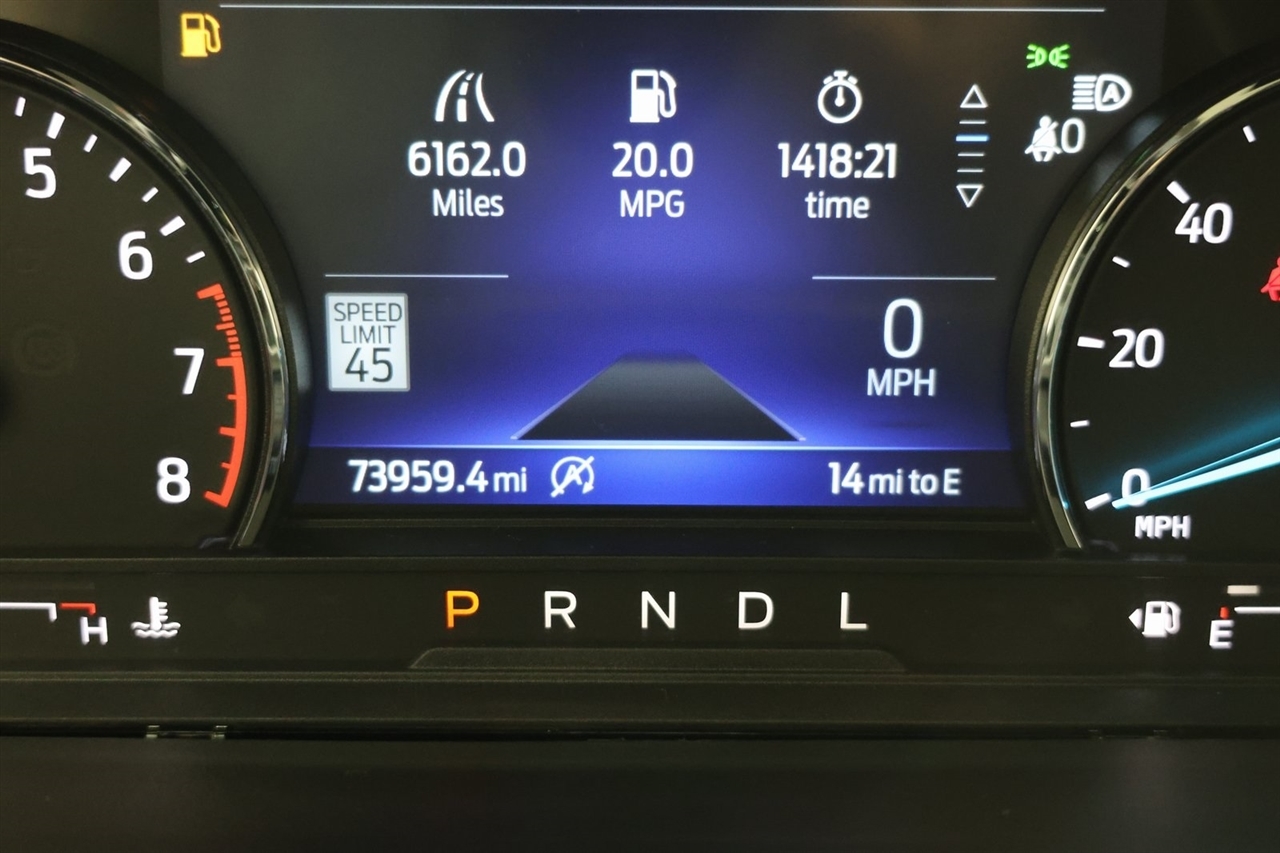 6162.0 20.0 1418:21
Miles MPG time
0
A
5
6
7
8
SPEED
LIMIT
45
0
MPH
40
20
0
MPH
73959.4 mi A 14 mi to E
H P R N D L E